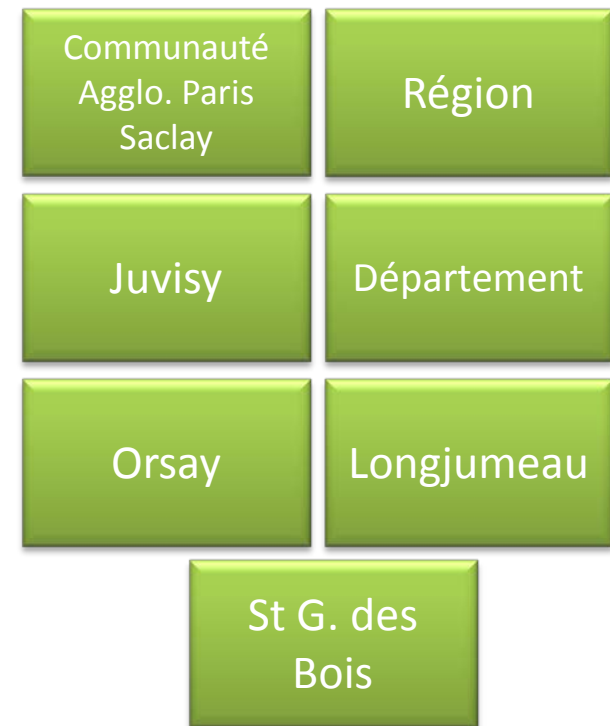 Communauté
Agglo. Paris
Saclay
Région
Juvisy
Département
Orsay
Longjumeau
St G. des
Bois